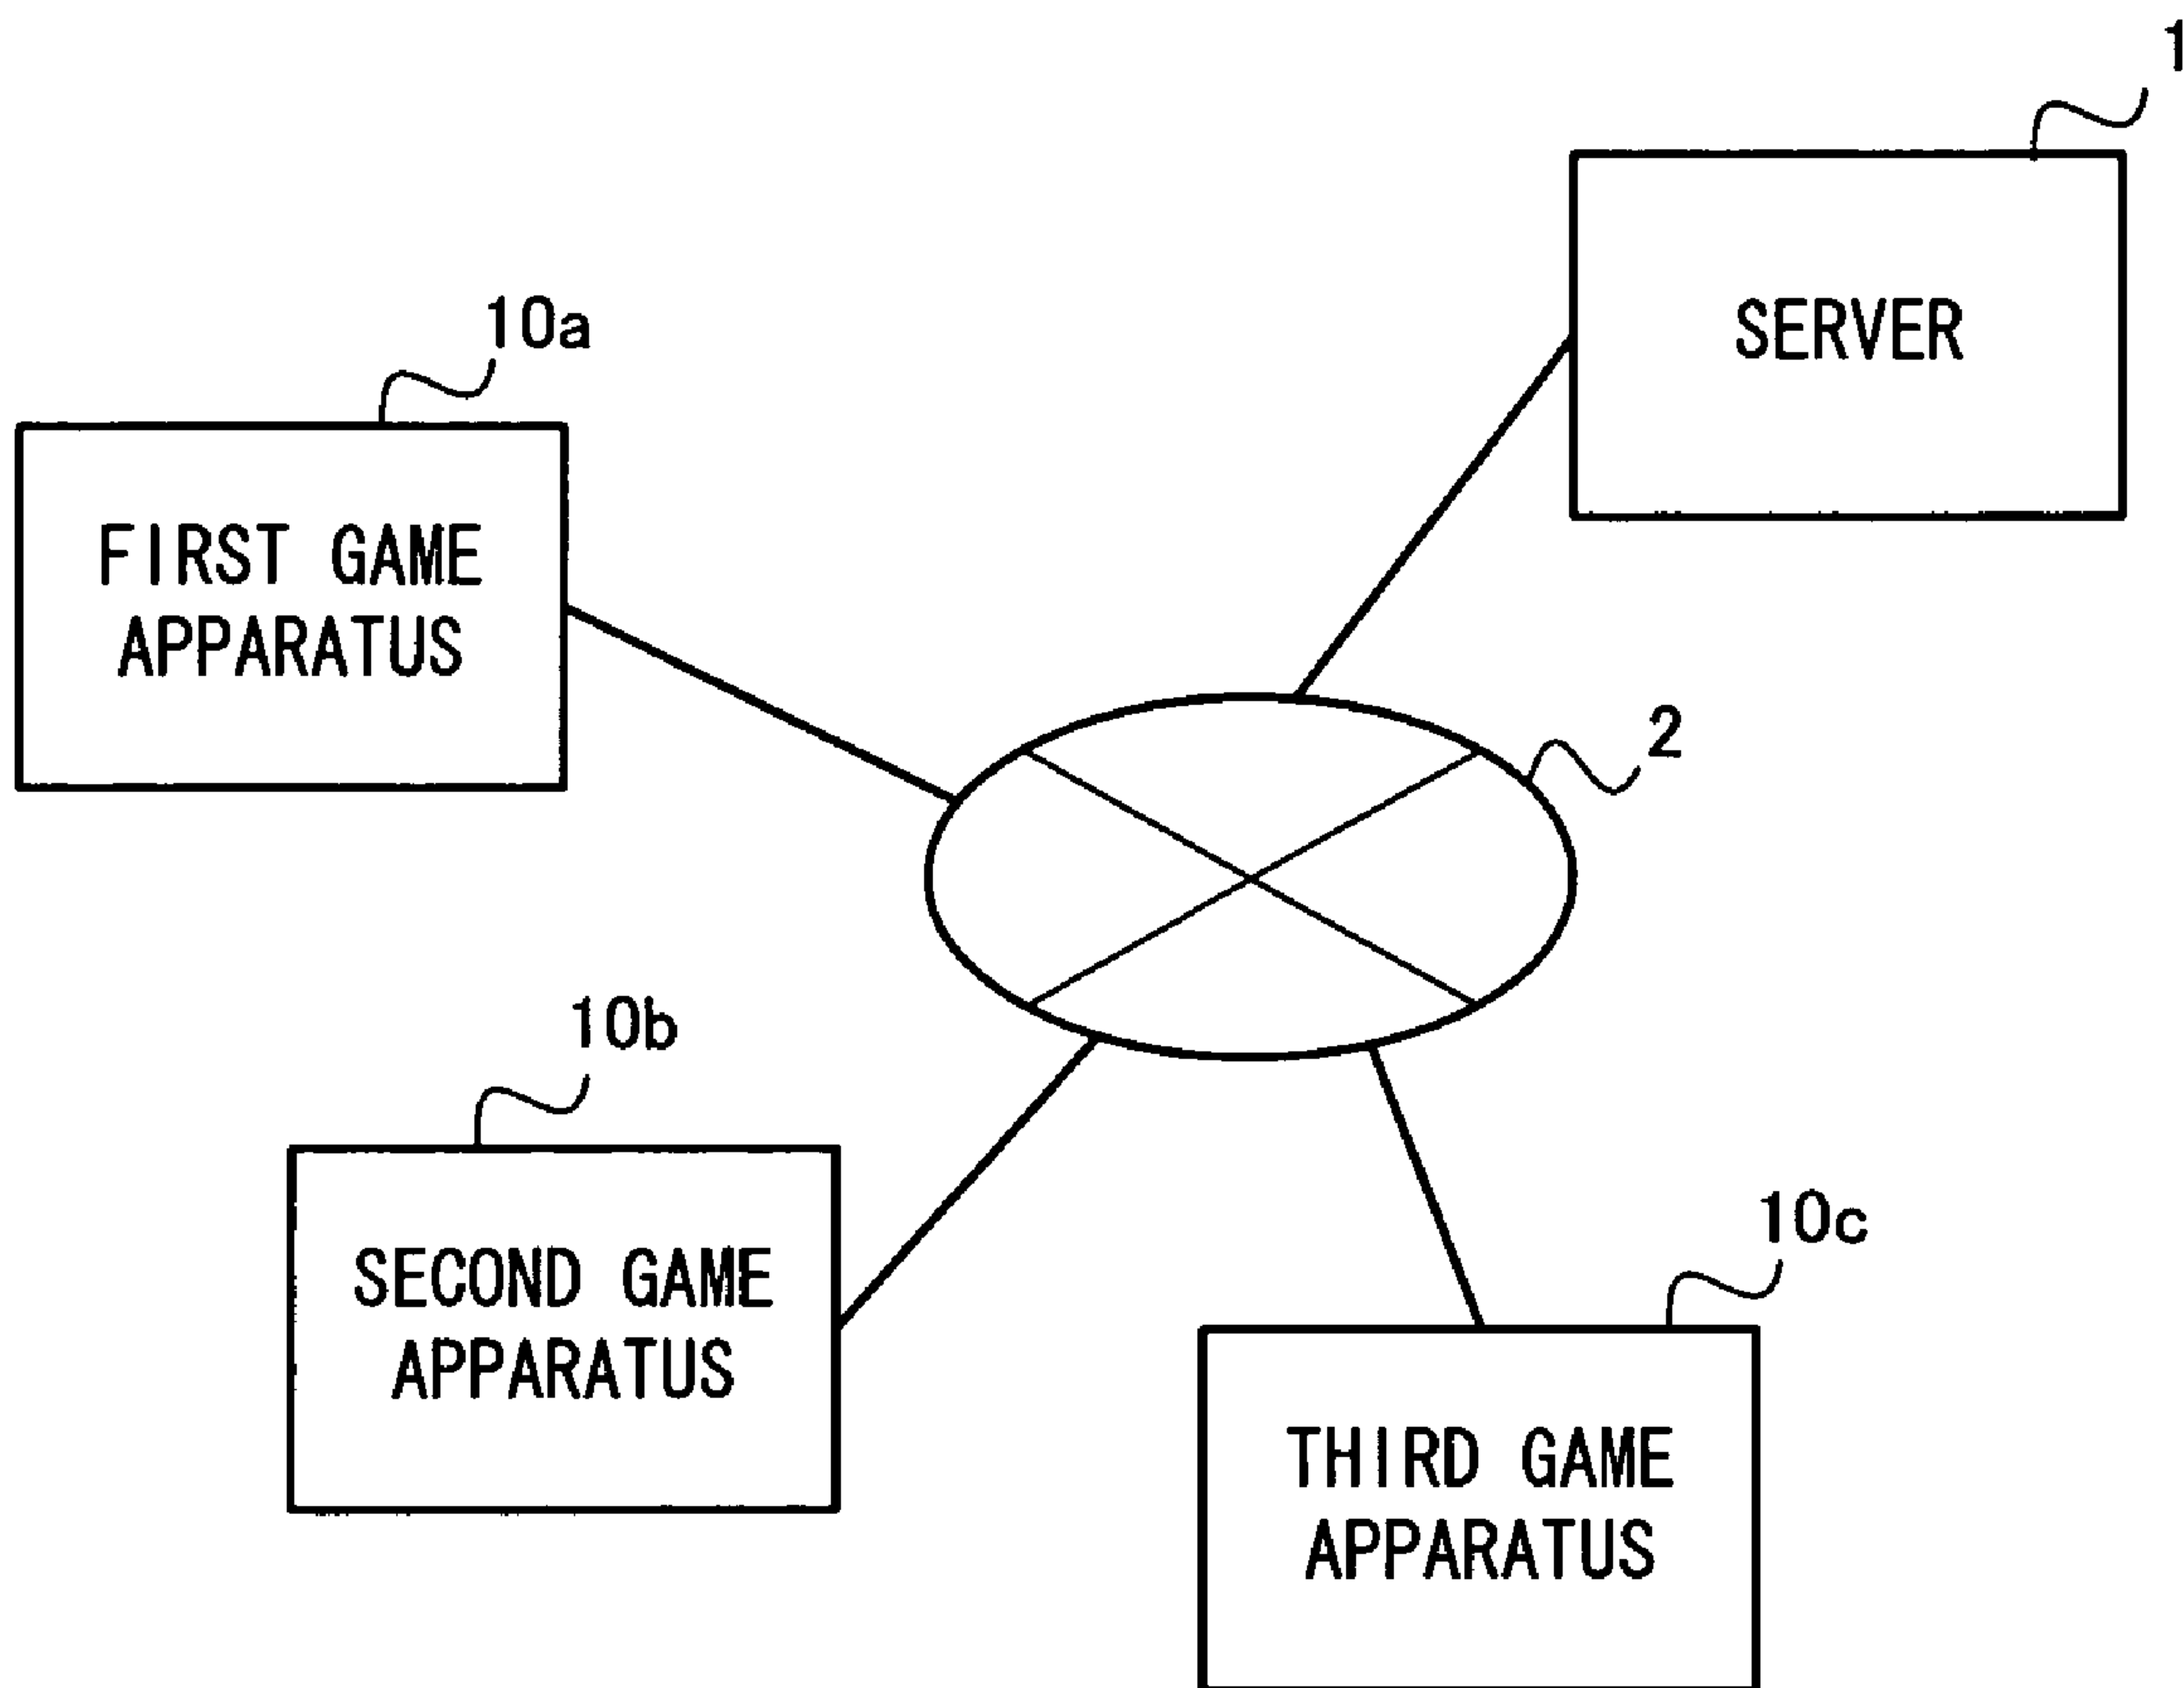 1
SERVER
10a
FIRST GAME
APPARATUS
2
10b
SECOND GAME
APPARATUS
10c
THIRD GAME
APPARATUS